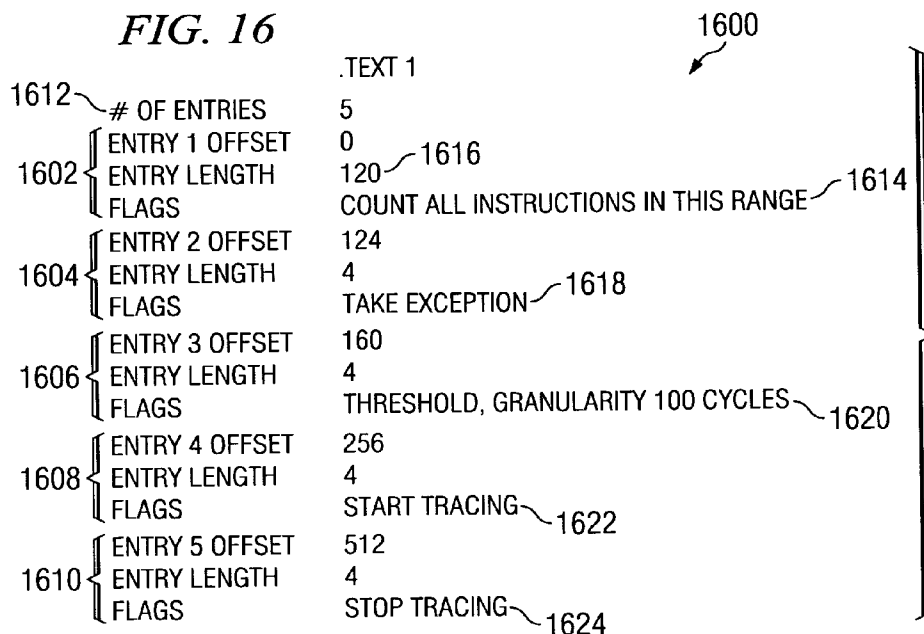 FIG. 16
1600
.TEXT 1
1612 # OF ENTRIES 5
ENTRY 1 OFFSET 0
1602 ENTRY LENGTH 120 1616
FLAGS COUNT ALL INSTRUCTIONS IN THIS RANGE 1614
ENTRY 2 OFFSET 124
1604 ENTRY LENGTH 4
FLAGS TAKE EXCEPTION 1618
ENTRY 3 OFFSET 160
1606 ENTRY LENGTH 4
FLAGS THRESHOLD, GRANULARITY 100 CYCLES 1620
ENTRY 4 OFFSET 256
1608 ENTRY LENGTH 4
FLAGS START TRACING 1622
ENTRY 5 OFFSET 512
1610 ENTRY LENGTH 4
FLAGS STOP TRACING 1624